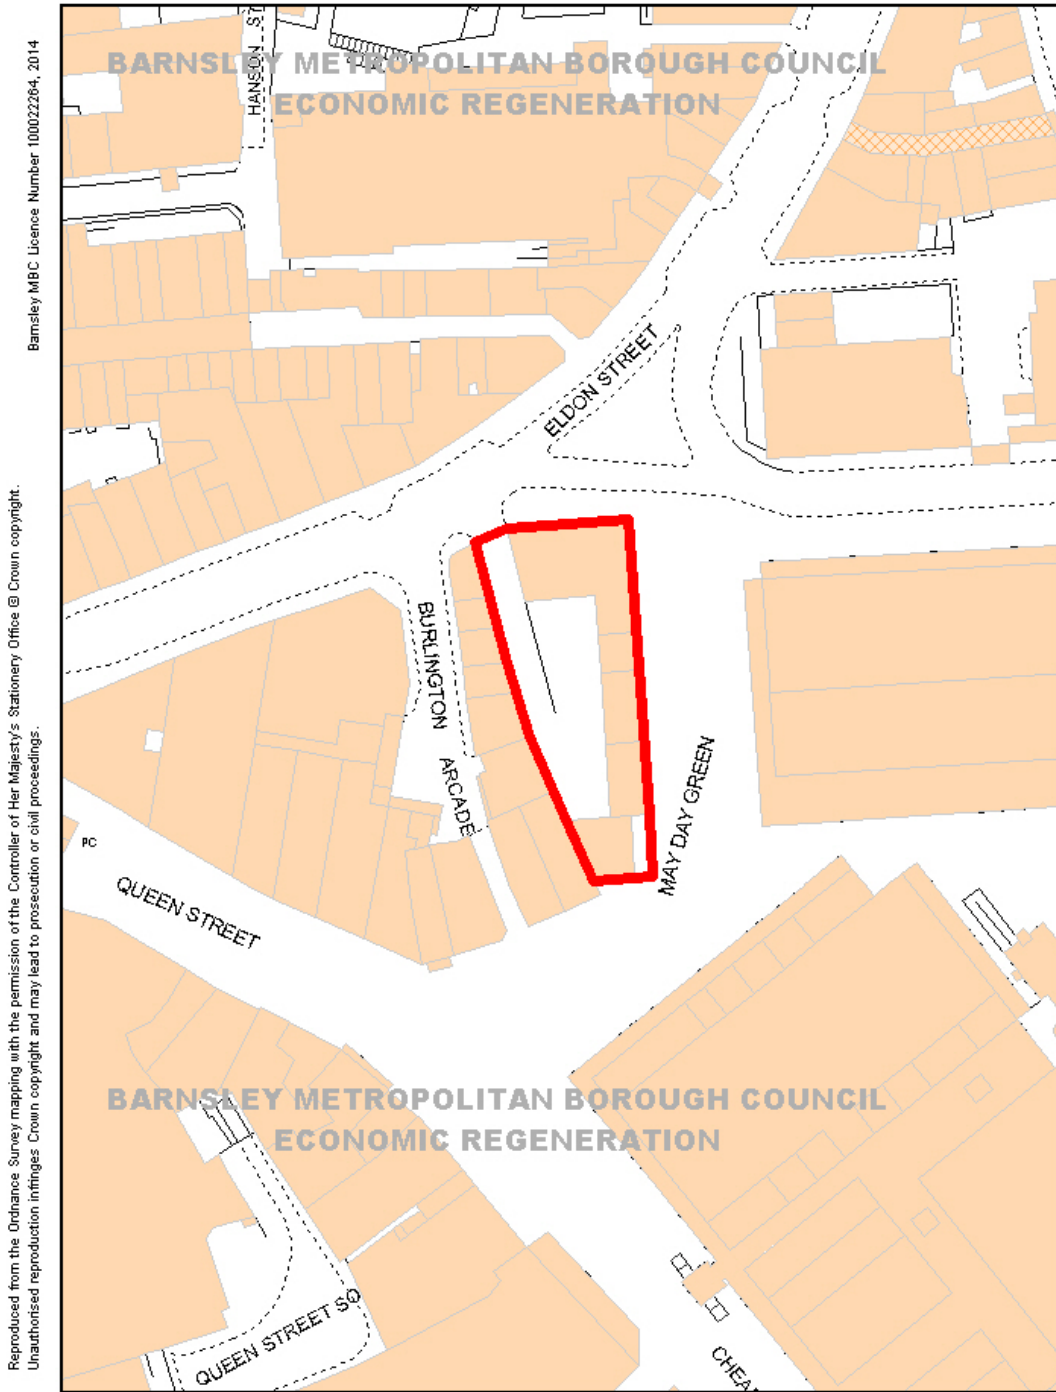 Barnsley MBC Licence Number 100022264, 2014
Reproduced from the Ordnance Survey mapping with the permission of the Controller of Her Majesty's Stationery Office © Crown copyright.
Unauthorised reproduction infringes Crown copyright and may lead to prosecution or civil proceedings.
BARNSLEY METROPOLITAN BOROUGH COUNCIL
ECONOMIC REGENERATION
HANSON ST
ELDON STREET
BURLINGTON
ARCADE
MAY DAY GREEN
PC
QUEEN STREET
BARNSLEY METROPOLITAN BOROUGH COUNCIL
ECONOMIC REGENERATION
QUEEN STREET SQ